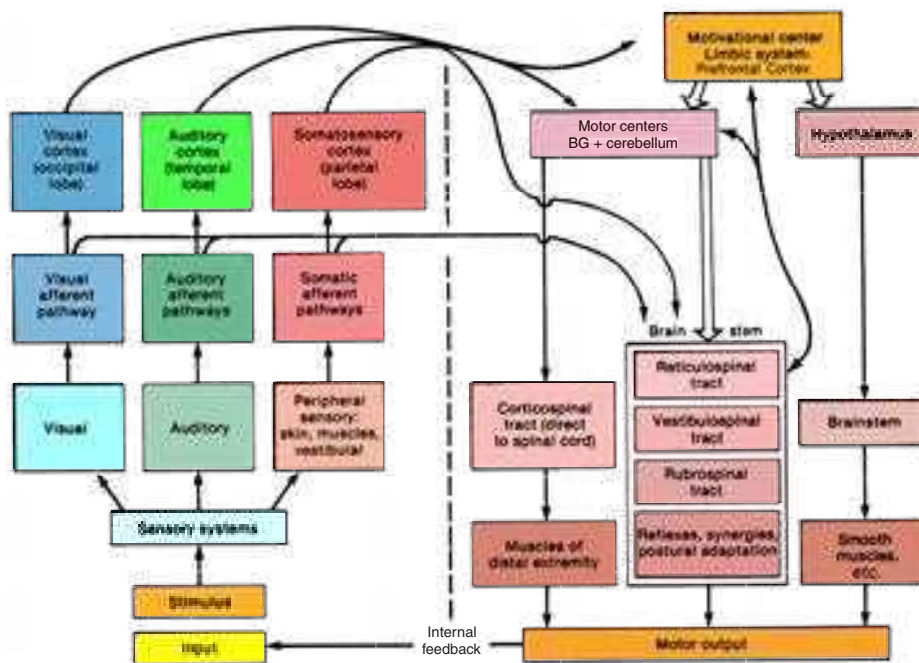 Motivational center
Limbic system
Prefrontal Cortex
Visual
cortex
(occipital
lobe)
Auditory
cortex
(temporal
lobe)
Somatosensory
cortex
(parietal
lobe)
Motor centers
BG + cerebellum
Hypothalamus
Visual
afferent
pathway
Auditory
afferent
pathways
Somatic
afferent
pathways
Brain stem
Reticulospinal
tract
Vestibulospinal
tract
Rubrospinal
tract
Reflexes, synergies,
postural adaptation
Visual
Auditory
Peripheral
sensory:
skin, muscles,
vestibural
Corticospinal
tract (direct
to spinal cord)
Brainstem
Sensory systems
Muscles of
distal extremity
Smooth
muscles,
etc.
Stimulus
Input
Internal
feedback
Motor output